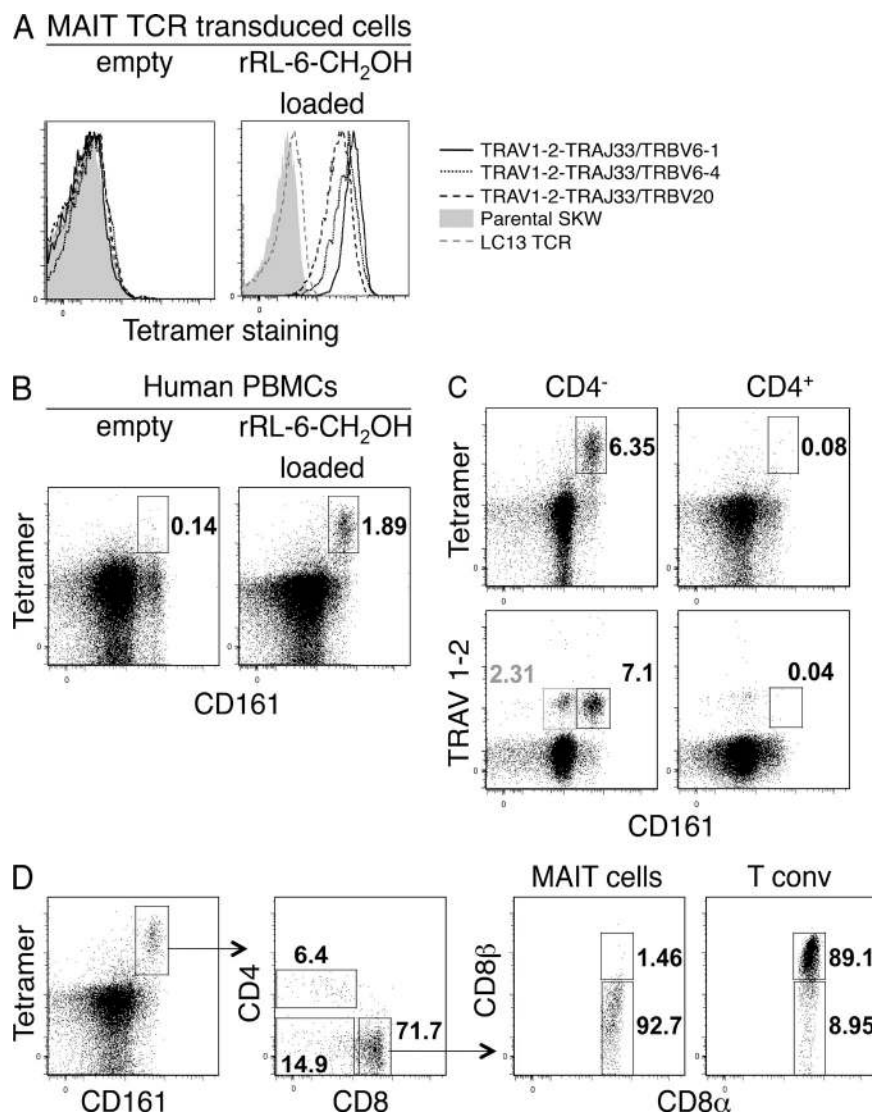 A MAIT TCR transduced cells
empty rRL-6-CH₂OH
loaded
0 0
Tetramer staining
TRAV1-2-TRAJ33/TRBV6-1
TRAV1-2-TRAJ33/TRBV6-4
TRAV1-2-TRAJ33/TRBV20
Parental SKW
LC13 TCR
B Human PBMCs
empty rRL-6-CH₂OH
loaded
Tetramer
0.14
1.89
CD161
C CD4⁻ CD4⁺
Tetramer
6.35
0.08
TRAV 1-2
2.31
7.1
0.04
CD161
D
Tetramer
CD161
CD4
6.4
71.7
14.9
CD8
MAIT cells T conv
CD8β
1.46
92.7
89.1
8.95
CD8α